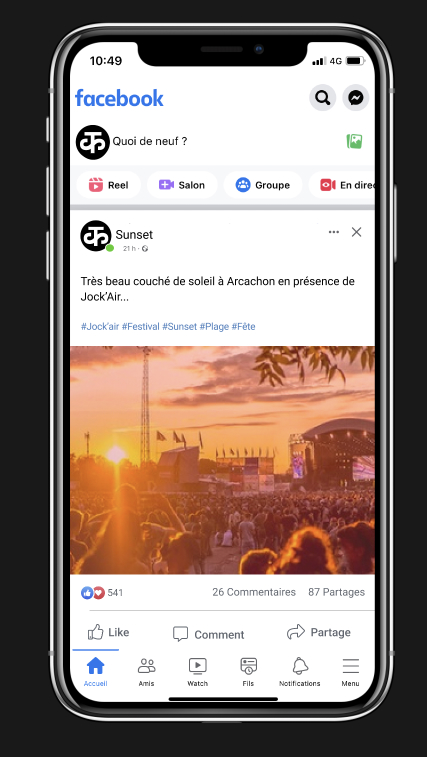 10:49
4G
facebook
Quoi de neuf ?
Reel
Salon
Groupe
En direc
Sunset
21 h
Très beau couché de soleil à Arcachon en présence de
Jock'Air...
#Jock'air #Festival #Sunset #Plage #Fête
541
26 Commentaires
87 Partages
Like
Comment
Partage
Accueil
Amis
Watch
Fils
Notifications
Menu